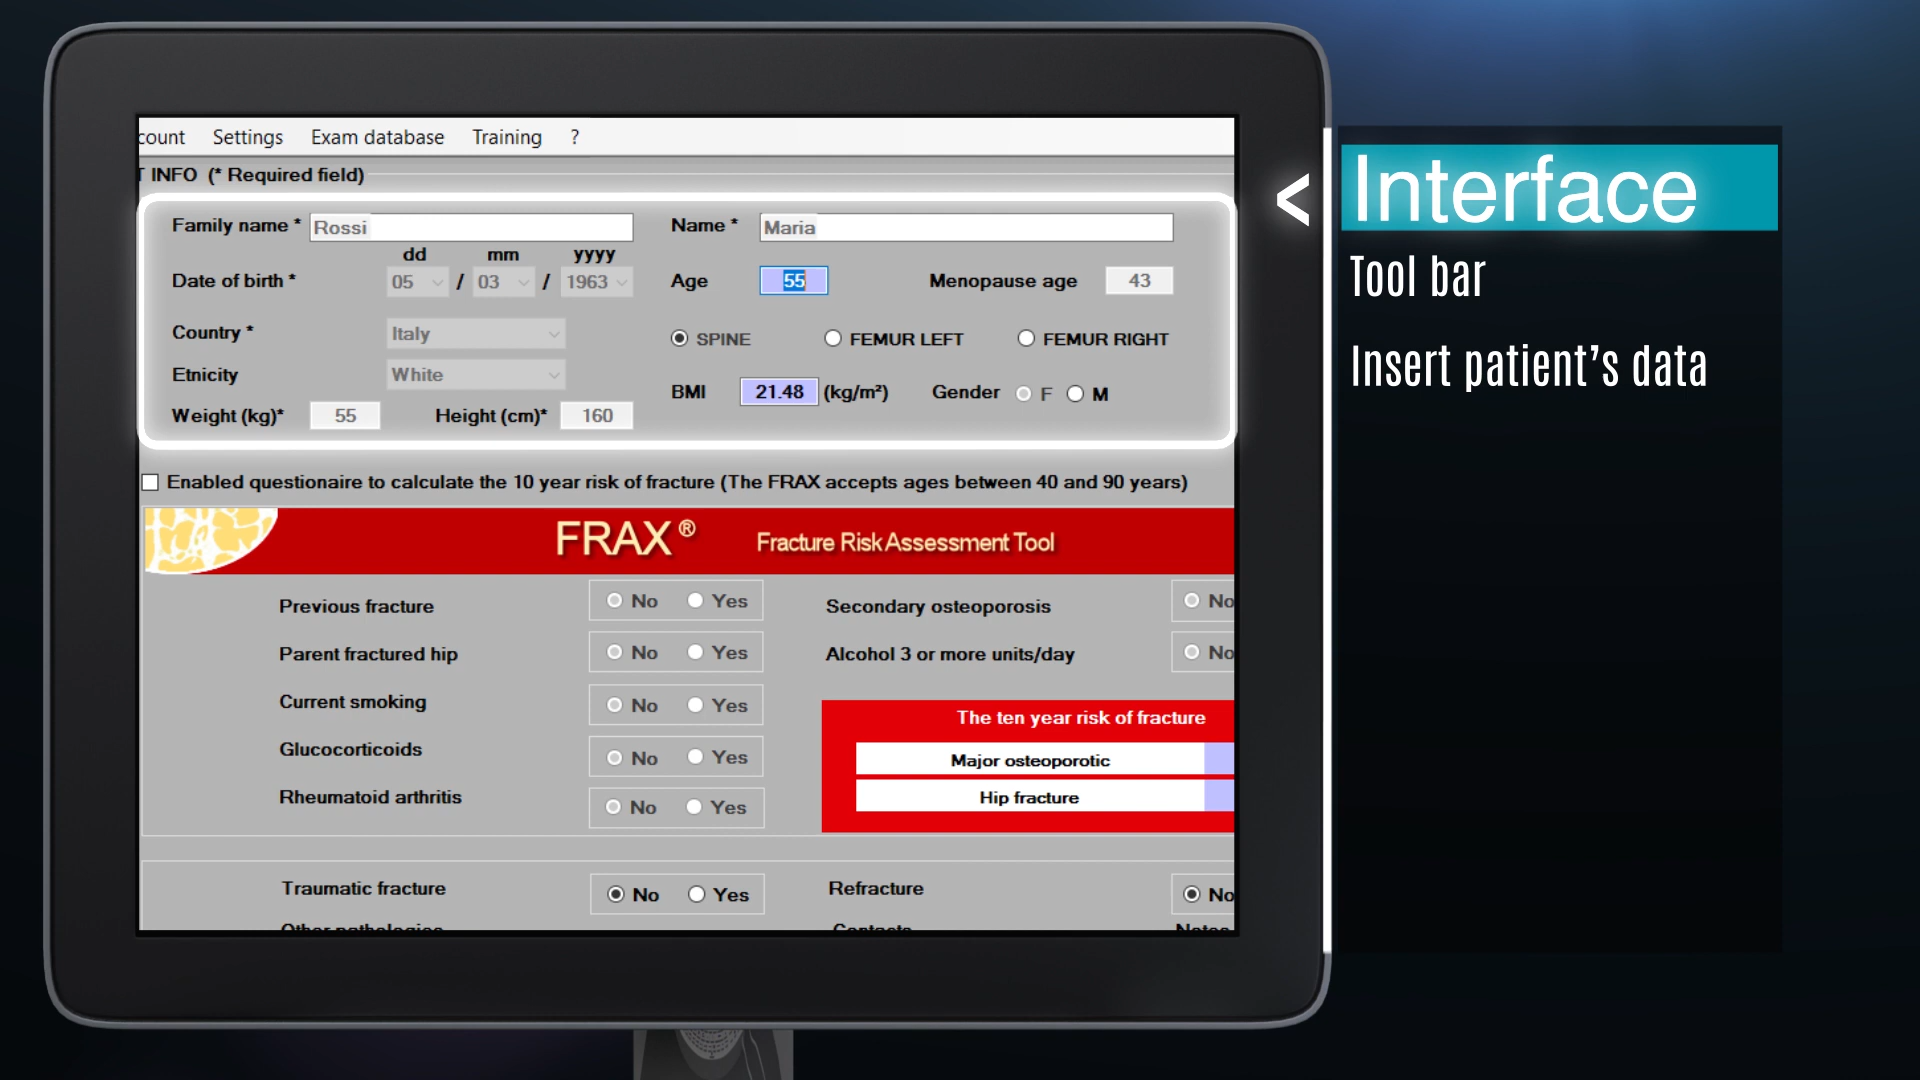 count Settings Exam database Training ?
T INFO (* Required field)
Family name * Rossi Name * Maria
dd mm yyyy
Date of birth * 05 / 03 / 1963 Age 55 Menopause age 43
Country * Italy SPINE FEMUR LEFT FEMUR RIGHT
Etnicity White
BMI 21.48 (kg/m²) Gender F M
Weight (kg)* 55 Height (cm)* 160
Enabled questionaire to calculate the 10 year risk of fracture (The FRAX accepts ages between 40 and 90 years)
FRAX ® Fracture Risk Assessment Tool
Previous fracture No Yes Secondary osteoporosis No
Parent fractured hip No Yes Alcohol 3 or more units/day No
Current smoking No Yes
The ten year risk of fracture
Glucocorticoids No Yes Major osteoporotic
Rheumatoid arthritis No Yes Hip fracture
Traumatic fracture No Yes Refracture No
Other pathologies Contacts Notes
< Interface
Tool bar
Insert patient's data